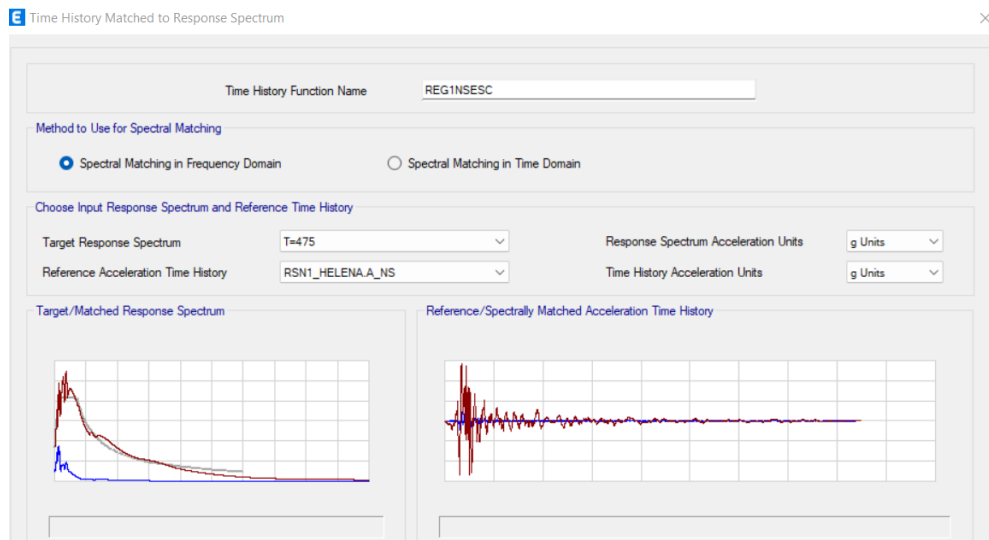 E Time History Matched to Response Spectrum
Time History Function Name REG1NSESC
Method to Use for Spectral Matching
Spectral Matching in Frequency Domain Spectral Matching in Time Domain
Choose Input Response Spectrum and Reference Time History
Target Response Spectrum T=475 Response Spectrum Acceleration Units g Units
Reference Acceleration Time History RSN1_HELENA.A_NS Time History Acceleration Units g Units
Target/Matched Response Spectrum Reference/Spectrally Matched Acceleration Time History